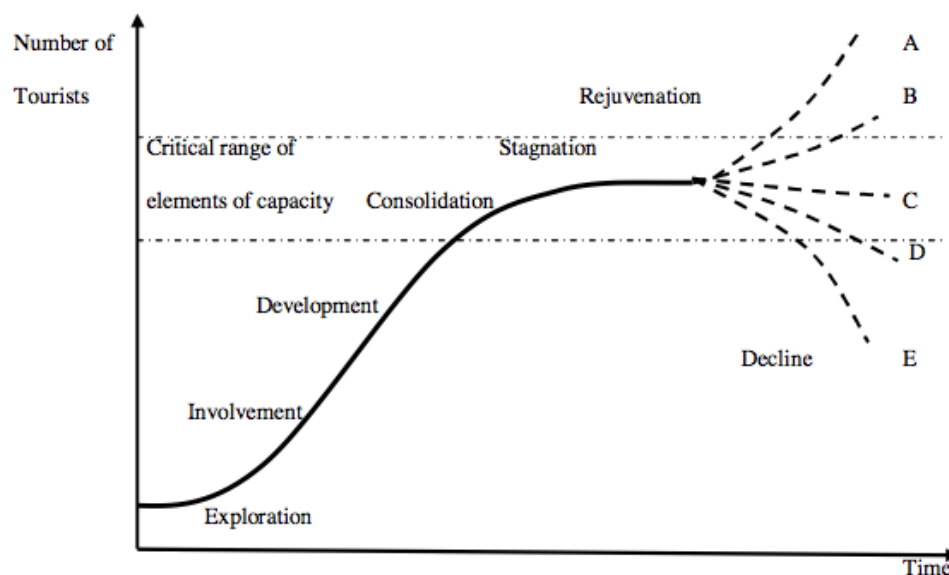 Number of
Tourists
A
Rejuvenation
B
Critical range of
Stagnation
elements of capacity
Consolidation
C
D
Development
Decline
E
Involvement
Exploration
Time